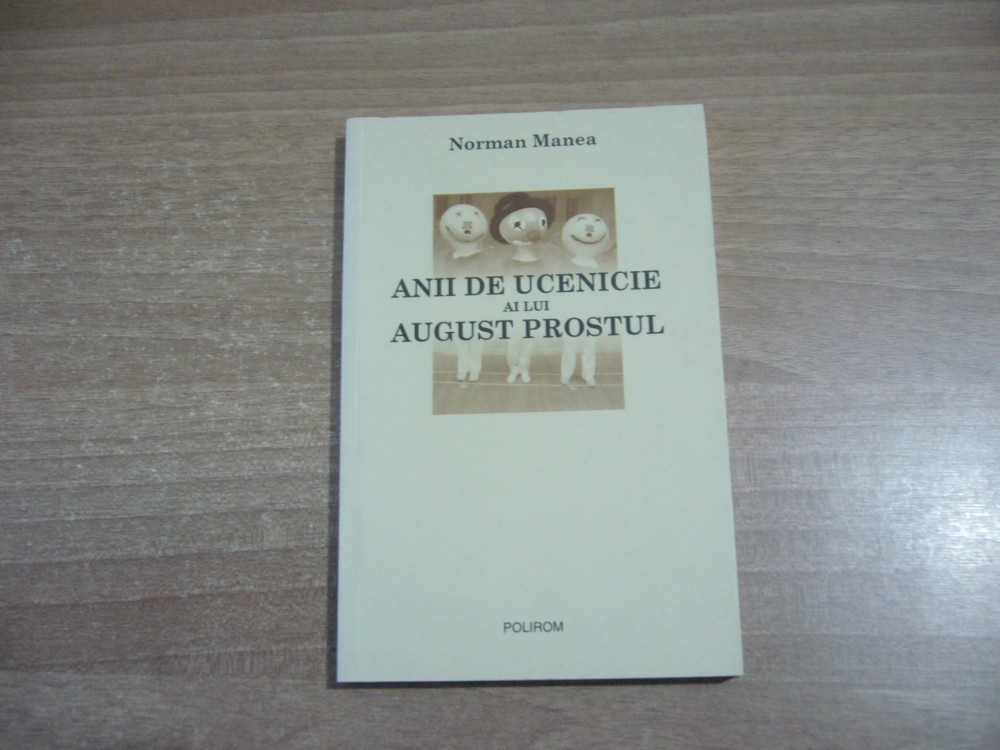 Norman Manea
ANII DE UCENICIE
AI LUI
AUGUST PROSTUL
POLIROM